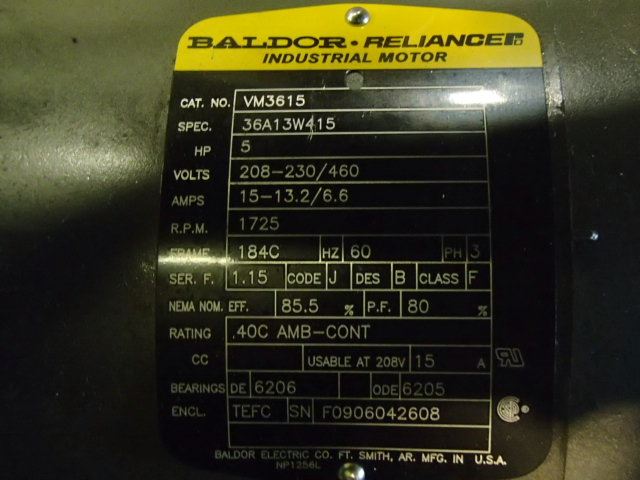 BALDOR • RELIANCER
INDUSTRIAL MOTOR
CAT. NO. VM3615
SPEC. 36A13W415
HP 5
VOLTS 208-230/460
AMPS 15-13.2/6.6
R.P.M. 1725
FRAME 184C HZ 60 PH 3
SER. F. 1.15 CODE J DES B CLASS F
NEMA NOM. EFF. 85.5 % P.F. 80 %
RATING .40C AMB-CONT
CC USABLE AT 208V 15 A
BEARINGS DE 6206 ODE 6205
ENCL. TEFC SN F0906042608
BALDOR ELECTRIC CO. FT. SMITH, AR. MFG. IN U.S.A.
NP1256L